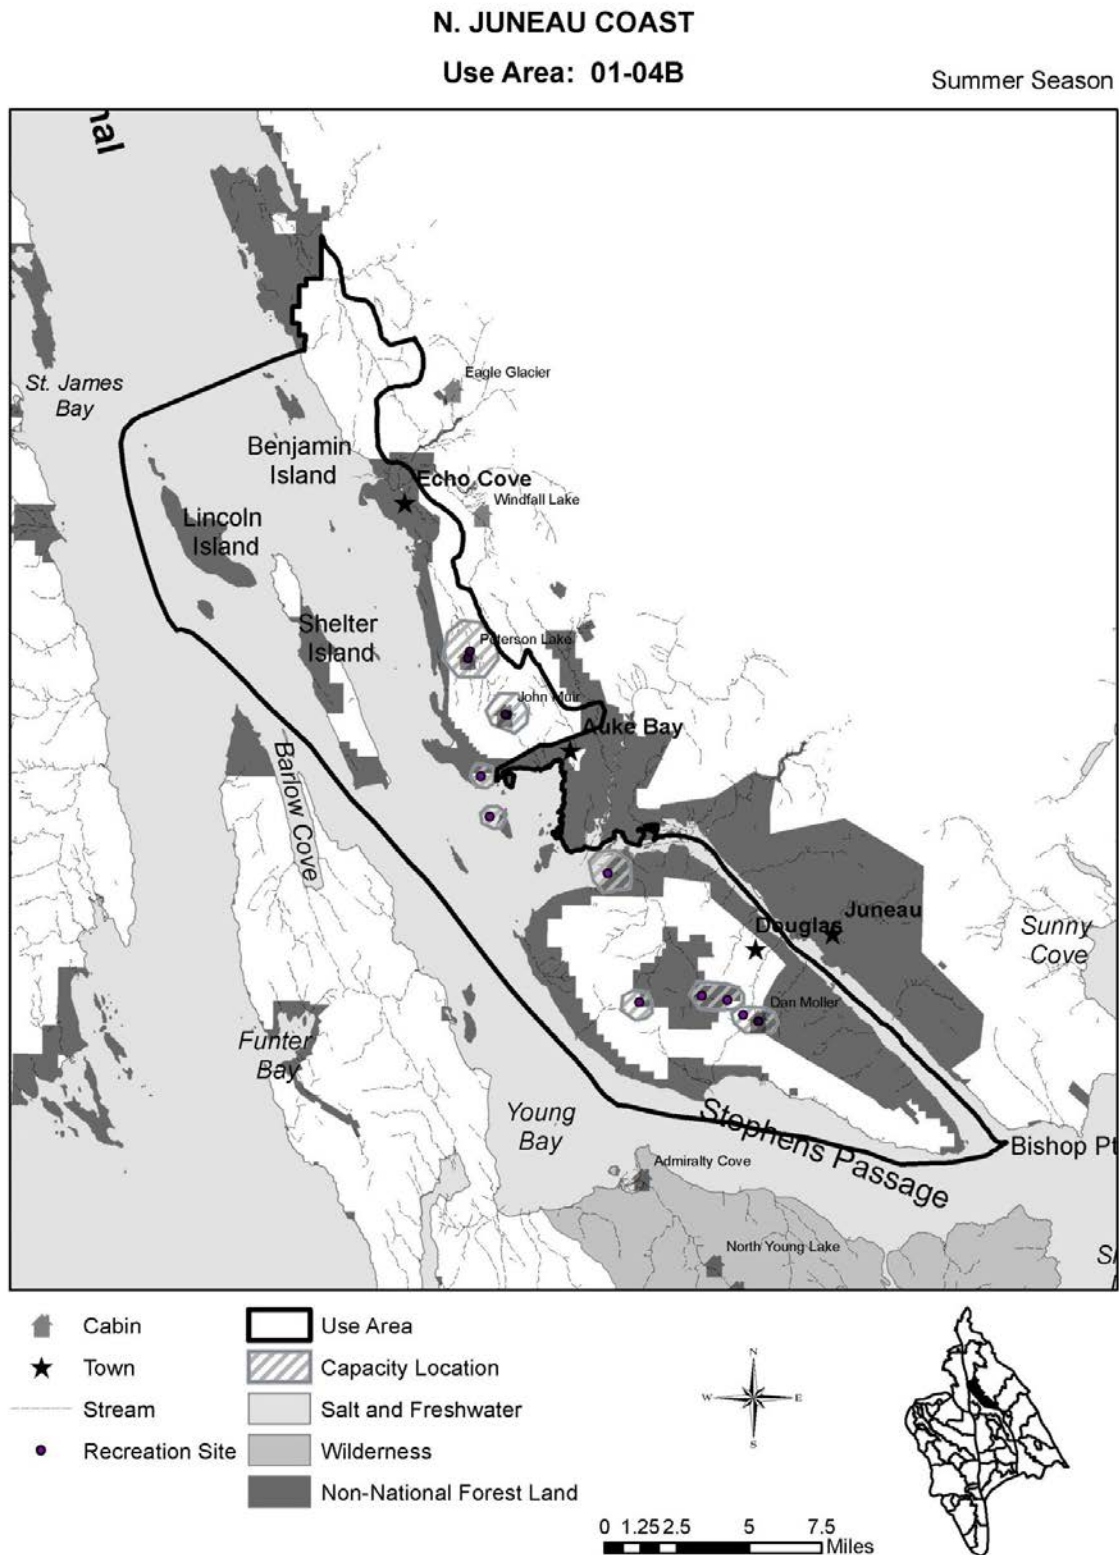 N. JUNEAU COAST
Use Area: 01-04B
Summer Season
nal
St. James
Bay
Eagle Glacier
Benjamin
Island
Echo Cove
Windfall Lake
Lincoln
Island
Shelter
Island
Peterson Lake
John Muir
Auke Bay
Barlow Cove
Juneau
Douglas
Sunny
Cove
Dan Moller
Funter
Bay
Young
Bay
Stephens Passage
Bishop Pt
Admiralty Cove
North Young Lake
Sl
Cabin
Use Area
Town
Capacity Location
Stream
Salt and Freshwater
Recreation Site
Wilderness
Non-National Forest Land
N
W
E
S
0 1.25 2.5 5 7.5
Miles